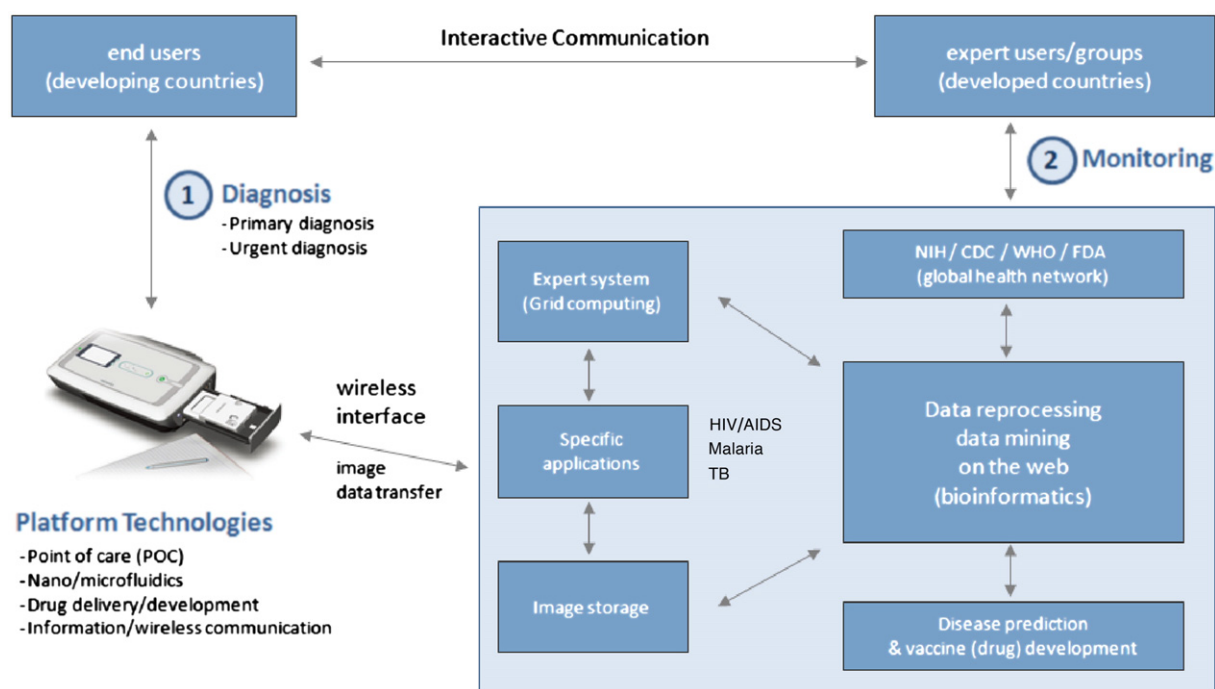 end users
(developing countries)
Interactive Communication
expert users/groups
(developed countries)
1 Diagnosis
- Primary diagnosis
- Urgent diagnosis
2 Monitoring
Expert system
(Grid computing)
NIH / CDC / WHO / FDA
(global health network)
wireless
interface
image
data transfer
Specific
applications
HIV/AIDS
Malaria
TB
Data reprocessing
data mining
on the web
(bioinformatics)
Image storage
Disease prediction
& vaccine (drug) development
Platform Technologies
- Point of care (POC)
- Nano/microfluidics
- Drug delivery/development
- Information/wireless communication